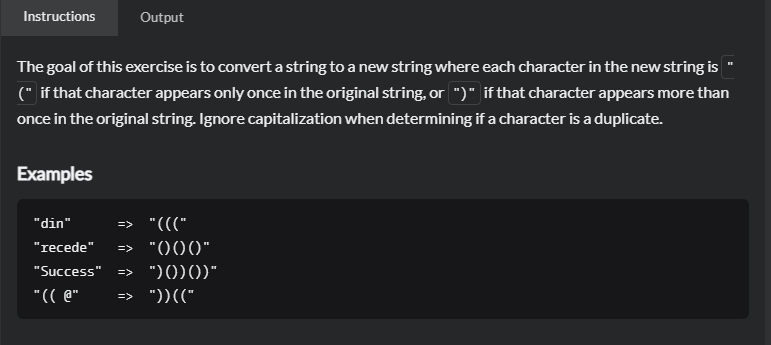 Instructions Output
The goal of this exercise is to convert a string to a new string where each character in the new string is "
(" if that character appears only once in the original string, or ")" if that character appears more than
once in the original string. Ignore capitalization when determining if a character is a duplicate.
Examples
"din" => "((("
"recede" => "()()()"
"Success" => ")())())"
"(( @" => "))(("